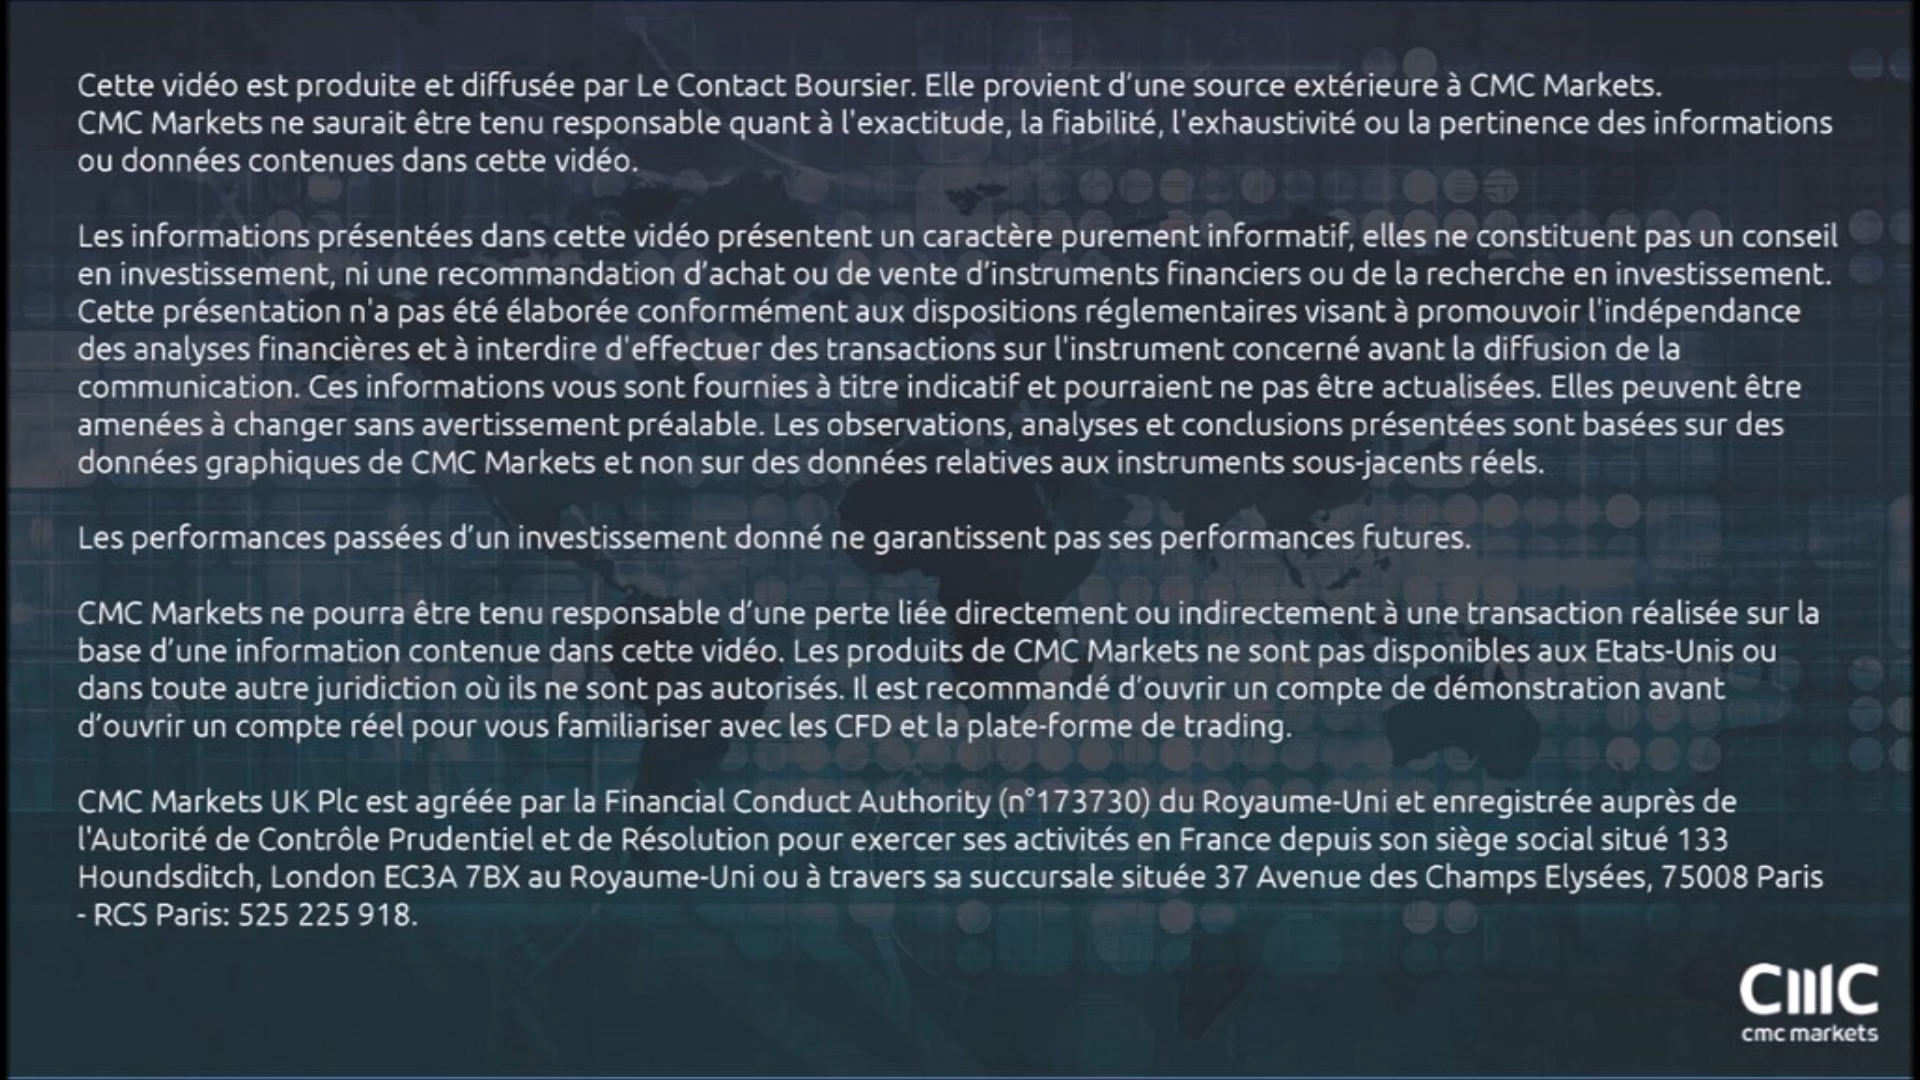 Cette vidéo est produite et diffusée par Le Contact Boursier. Elle provient d’une source extérieure à CMC Markets.
CMC Markets ne saurait être tenu responsable quant à l'exactitude, la fiabilité, l'exhaustivité ou la pertinence des informations
ou données contenues dans cette vidéo.
Les informations présentées dans cette vidéo présentent un caractère purement informatif, elles ne constituent pas un conseil
en investissement, ni une recommandation d’achat ou de vente d’instruments financiers ou de la recherche en investissement.
Cette présentation n'a pas été élaborée conformément aux dispositions réglementaires visant à promouvoir l'indépendance
des analyses financières et à interdire d'effectuer des transactions sur l'instrument concerné avant la diffusion de la
communication. Ces informations vous sont fournies à titre indicatif et pourraient ne pas être actualisées. Elles peuvent être
amenées à changer sans avertissement préalable. Les observations, analyses et conclusions présentées sont basées sur des
données graphiques de CMC Markets et non sur des données relatives aux instruments sous-jacents réels.
Les performances passées d’un investissement donné ne garantissent pas ses performances futures.
CMC Markets ne pourra être tenu responsable d’une perte liée directement ou indirectement à une transaction réalisée sur la
base d’une information contenue dans cette vidéo. Les produits de CMC Markets ne sont pas disponibles aux Etats-Unis ou
dans toute autre juridiction où ils ne sont pas autorisés. Il est recommandé d’ouvrir un compte de démonstration avant
d’ouvrir un compte réel pour vous familiariser avec les CFD et la plate-forme de trading.
CMC Markets UK Plc est agréée par la Financial Conduct Authority (n°173730) du Royaume-Uni et enregistrée auprès de
l'Autorité de Contrôle Prudentiel et de Résolution pour exercer ses activités en France depuis son siège social situé 133
Houndsditch, London EC3A 7BX au Royaume-Uni ou à travers sa succursale située 37 Avenue des Champs Elysées, 75008 Paris
- RCS Paris: 525 225 918.
CMC
cmc markets